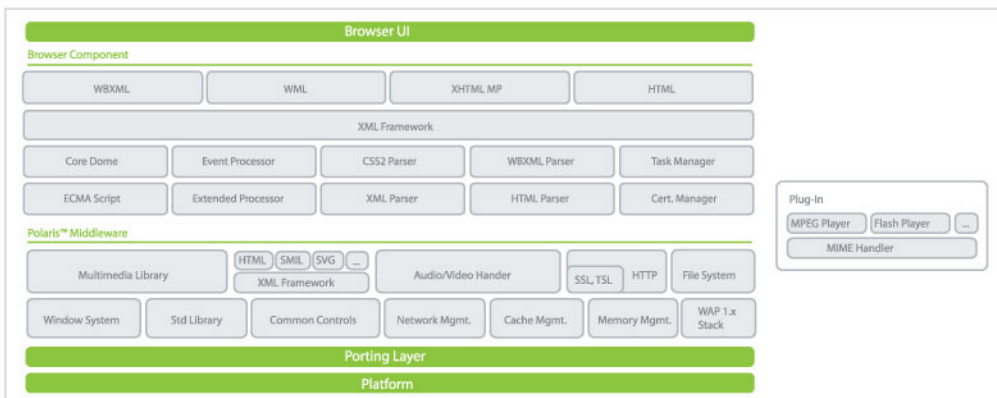 Browser UI
Browser Component
WBXML WML XHTML MP HTML
XML Framework
Core Dome Event Processor CSS2 Parser WBXML Parser Task Manager
ECMA Script Extended Processor XML Parser HTML Parser Cert. Manager
Polaris™ Middleware
Multimedia Library
HTML SMIL SVG ...
XML Framework
Audio/Video Hander
SSL, TSL HTTP
File System
Window System Std Library Common Controls Network Mgmt. Cache Mgmt. Memory Mgmt. WAP 1.x
Stack
Porting Layer
Platform
Plug-In
MPEG Player Flash Player ...
MIME Handler